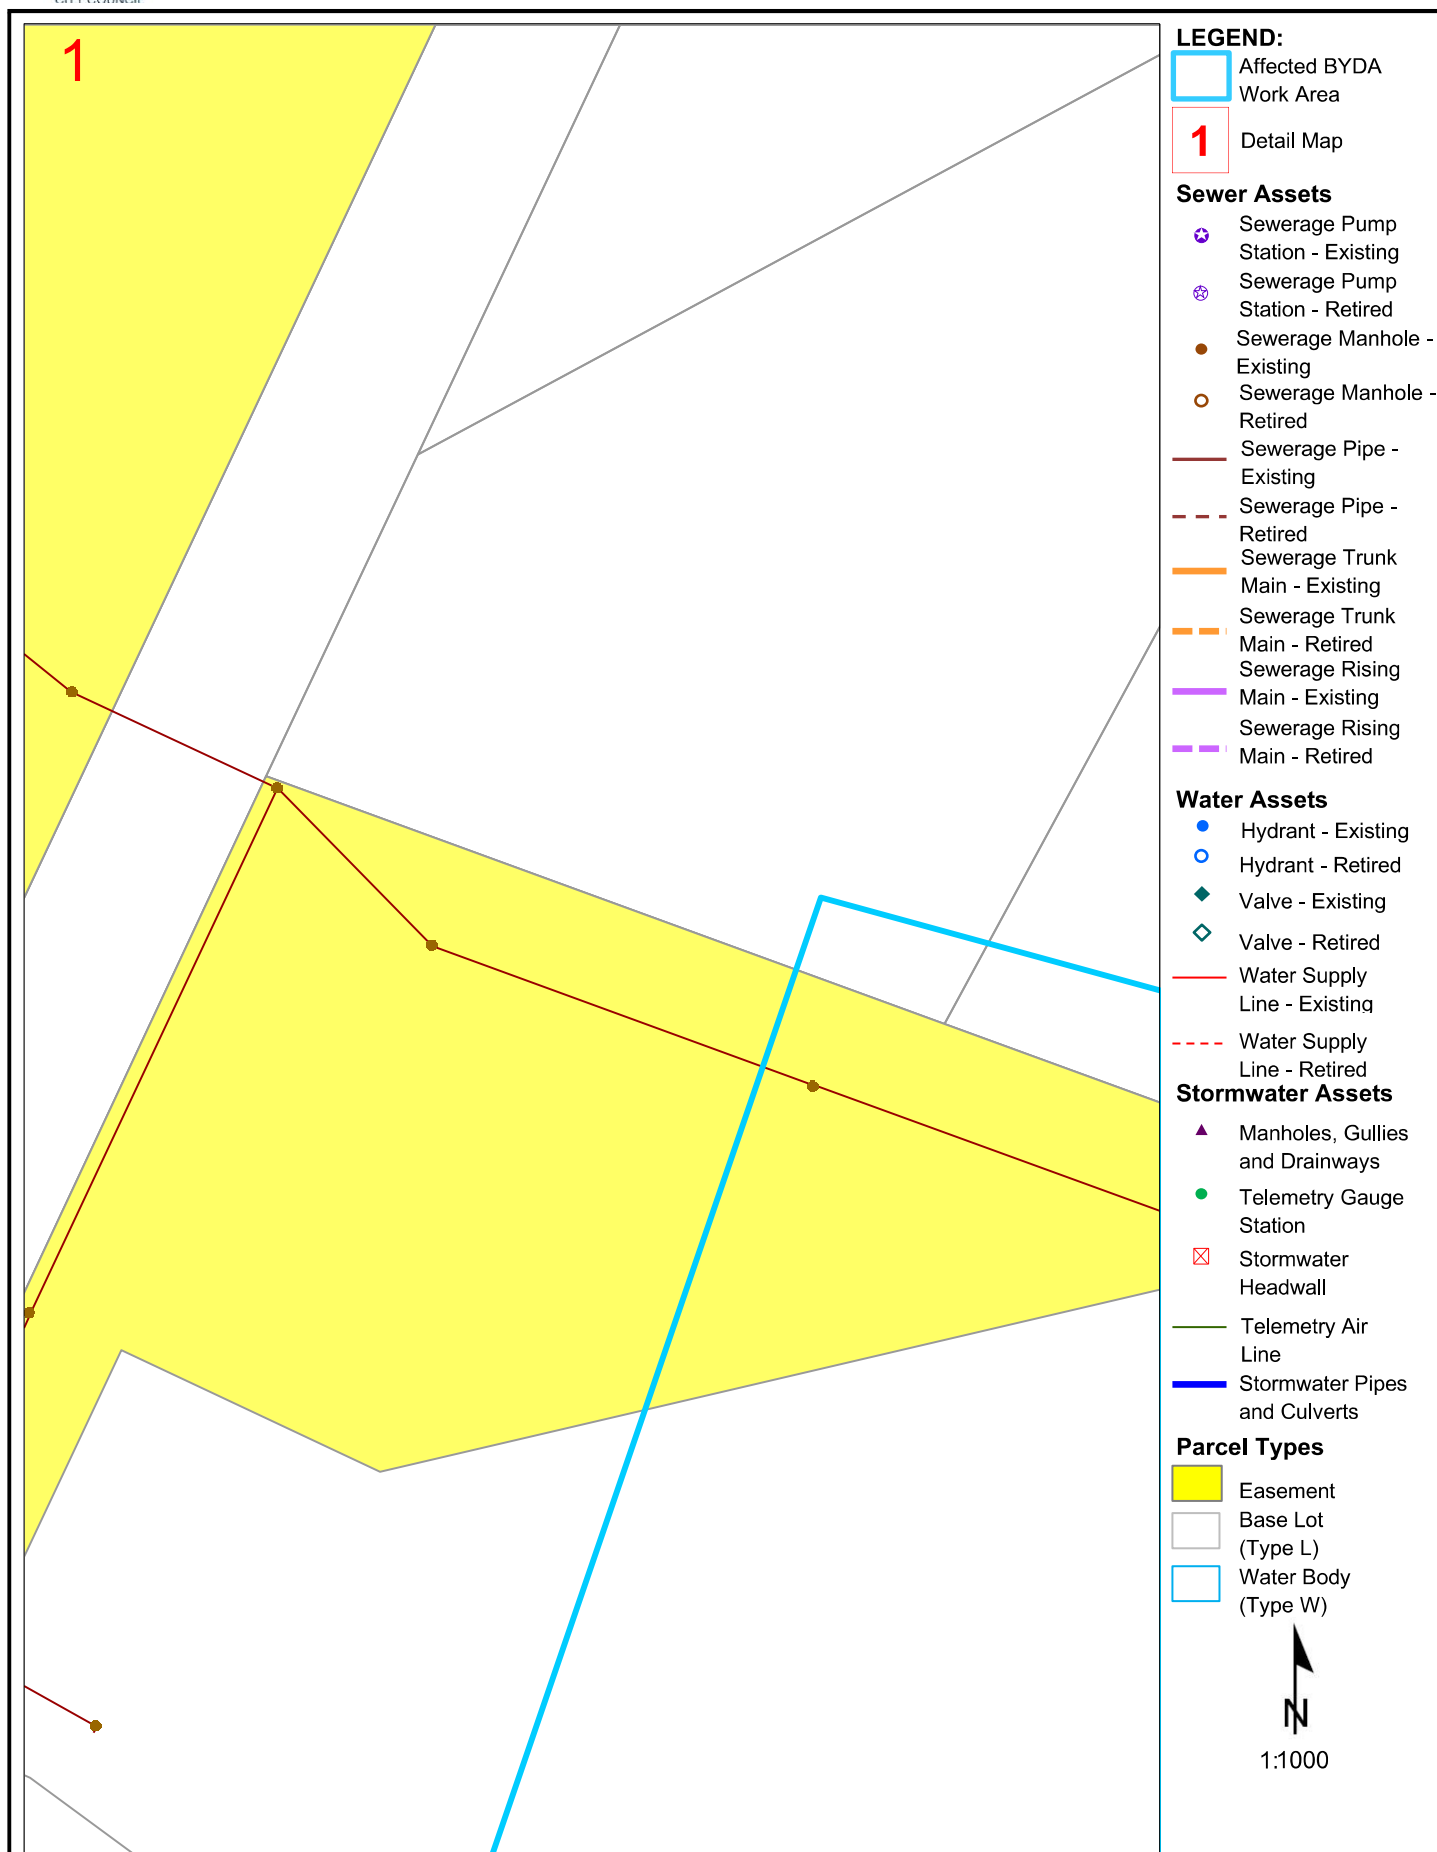 CITY COUNCIL
1
LEGEND:
Affected BYDA
Work Area
1
Detail Map
Sewer Assets
Sewerage Pump
Station - Existing
Sewerage Pump
Station - Retired
Sewerage Manhole -
Existing
Sewerage Manhole -
Retired
Sewerage Pipe -
Existing
Sewerage Pipe -
Retired
Sewerage Trunk
Main - Existing
Sewerage Trunk
Main - Retired
Sewerage Rising
Main - Existing
Sewerage Rising
Main - Retired
Water Assets
Hydrant - Existing
Hydrant - Retired
Valve - Existing
Valve - Retired
Water Supply
Line - Existing
Water Supply
Line - Retired
Stormwater Assets
Manholes, Gullies
and Drainways
Telemetry Gauge
Station
Stormwater
Headwall
Telemetry Air
Line
Stormwater Pipes
and Culverts
Parcel Types
Easement
Base Lot
(Type L)
Water Body
(Type W)
N
1:1000